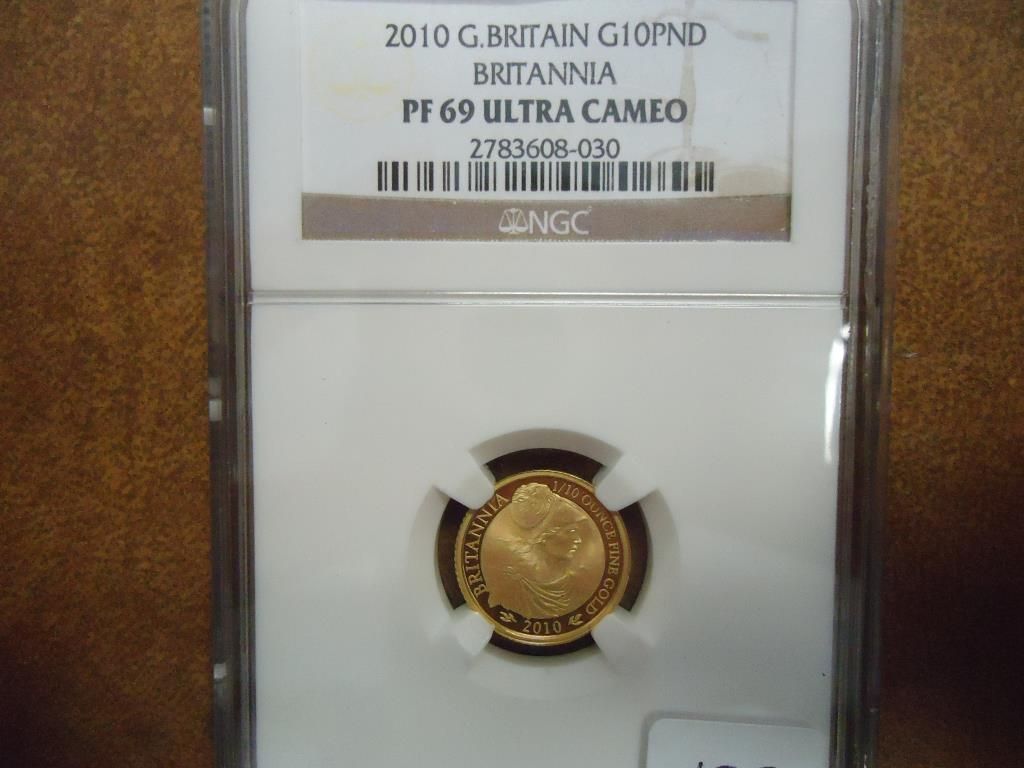 2010 G.BRITAIN G10PND
BRITANNIA
PF 69 ULTRA CAMEO
2783608-030
NGC
BRITANNIA
1/10 OUNCE FINE GOLD
2010